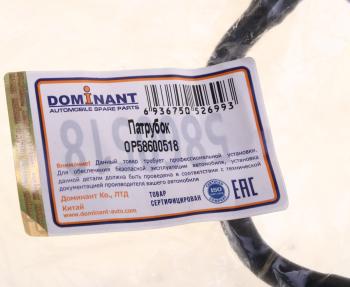 DOMINANT
AUTOMOBILE SPARE PARTS
6 936750 526993
Патрубок
OP58600518
Внимание! Данный товар требует профессиональной установки.
Для обеспечения безопасной эксплуатации автомобиля, установка
данной детали должна быть проведена в соответствии с технической
документацией производителя вашего автомобиля
Доминант Ко., ЛТД
Китай
www.dominant-auto.com
ТОВАР
СЕРТИФИЦИРОВАН
ISO
EAC